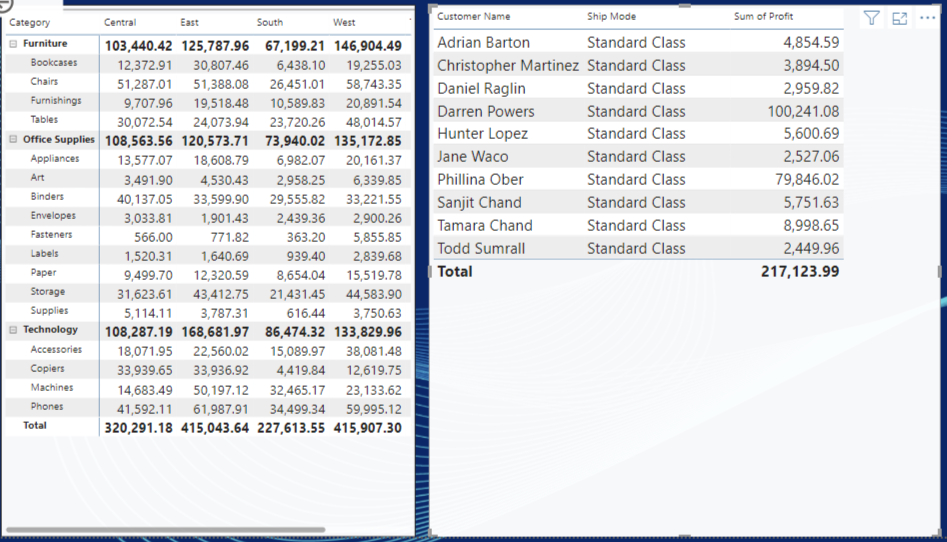 Category Central East South West
Furniture 103,440.42 125,787.96 67,199.21 146,904.49
Bookcases 12,372.91 30,807.46 6,438.10 19,255.03
Chairs 51,287.01 51,388.08 26,451.01 58,743.35
Furnishings 9,707.96 19,518.48 10,589.83 20,891.54
Tables 30,072.54 24,073.94 23,720.26 48,014.57
Office Supplies 108,563.56 120,573.71 73,940.02 135,172.85
Appliances 13,577.07 18,608.79 6,982.07 20,161.37
Art 3,491.90 4,530.43 2,958.25 6,339.85
Binders 40,137.05 33,599.90 29,555.82 33,221.55
Envelopes 3,033.81 1,901.43 2,439.36 2,900.26
Fasteners 566.00 771.82 363.20 5,855.85
Labels 1,520.31 1,640.69 939.40 2,839.68
Paper 9,499.70 12,320.59 8,654.04 15,519.78
Storage 31,623.61 43,412.75 21,431.45 44,583.90
Supplies 5,114.11 3,787.31 616.44 3,750.63
Technology 108,287.19 168,681.97 86,474.32 133,829.96
Accessories 18,071.95 22,560.02 15,089.97 38,081.48
Copiers 33,939.65 33,936.92 4,419.84 12,619.75
Machines 14,683.49 50,197.12 32,465.17 23,133.62
Phones 41,592.11 61,987.91 34,499.34 59,995.12
Total 320,291.18 415,043.64 227,613.55 415,907.30
Customer Name Ship Mode Sum of Profit
Adrian Barton Standard Class 4,854.59
Christopher Martinez Standard Class 3,894.50
Daniel Raglin Standard Class 2,959.82
Darren Powers Standard Class 100,241.08
Hunter Lopez Standard Class 5,600.69
Jane Waco Standard Class 2,527.06
Phillina Ober Standard Class 79,846.02
Sanjit Chand Standard Class 5,751.63
Tamara Chand Standard Class 8,998.65
Todd Sumrall Standard Class 2,449.96
Total 217,123.99